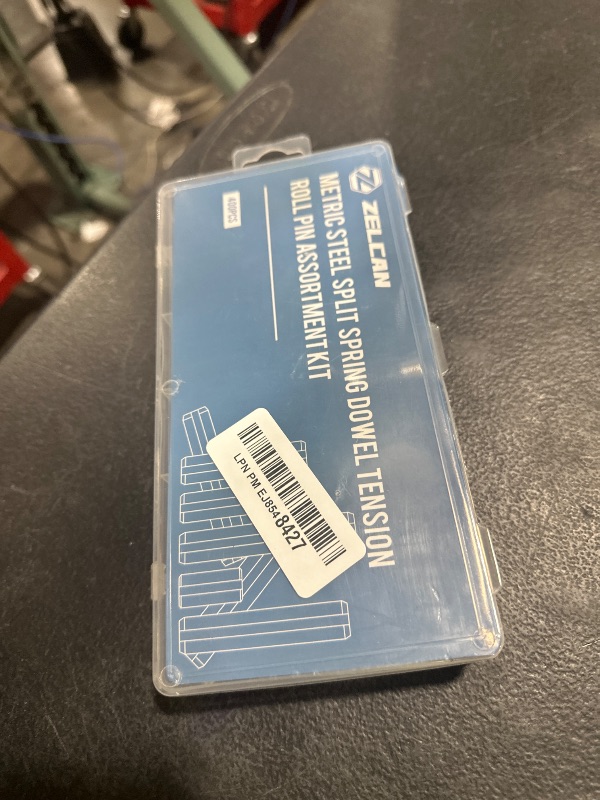 ZELCAN
METRIC STEEL SPLIT SPRING DOWEL TENSION
ROLL PIN ASSORTMENT KIT
400PCS
LPN PM EJ8548427